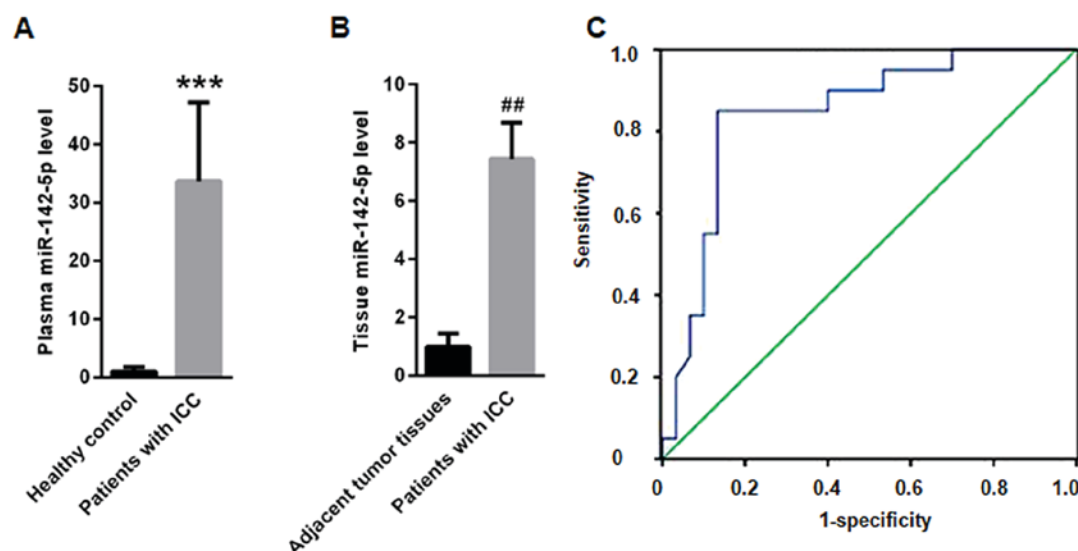 A
Plasma miR-142-5p level
50
40
30
20
10
0
***
Healthy control
Patients with ICC
B
Tissue miR-142-5p level
10
8
6
4
2
0
##
Adjacent tumor tissues
Patients with ICC
C
Sensitivity
1.0
0.8
0.6
0.4
0.2
0
0 0.2 0.4 0.6 0.8 1.0
1-specificity